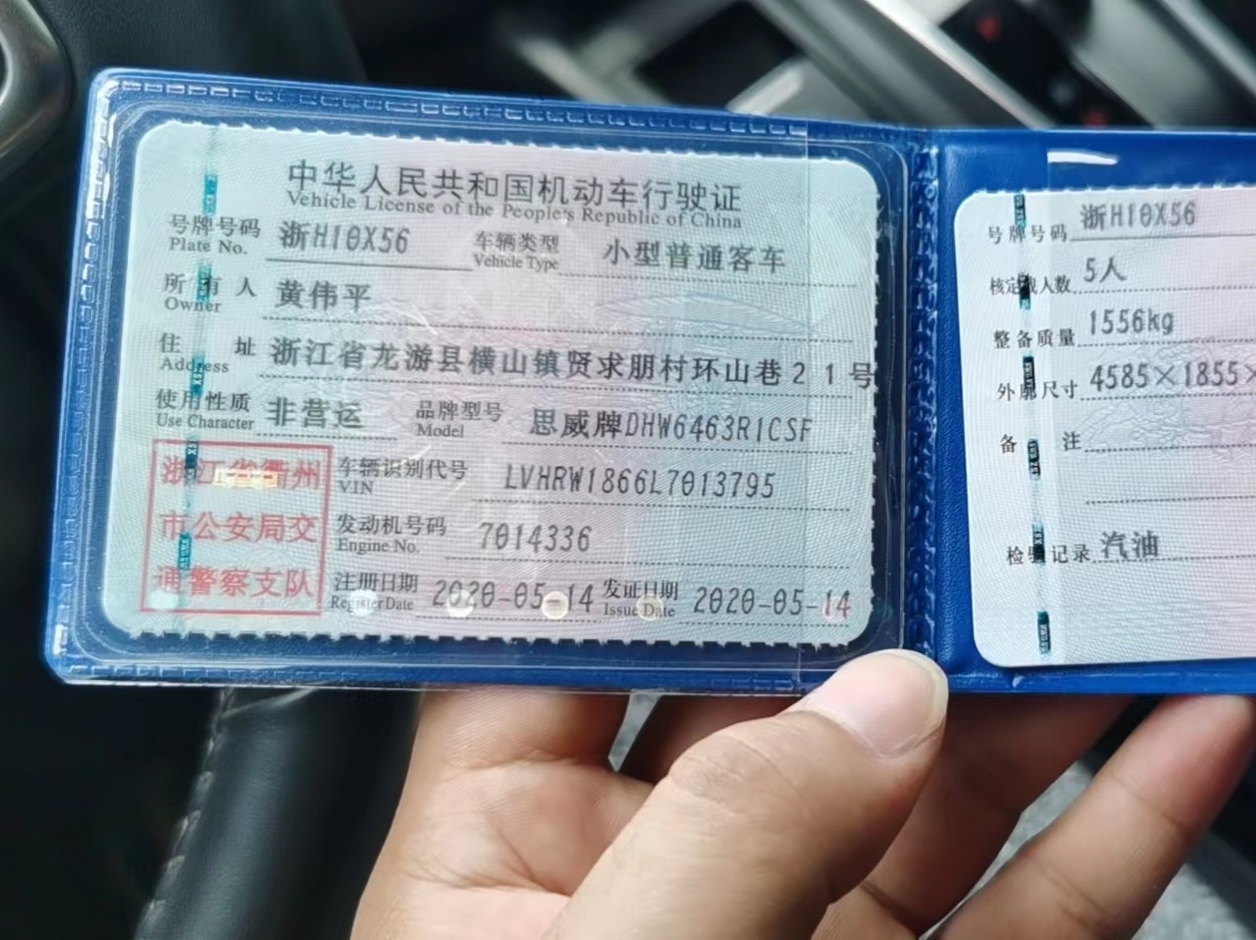 中华人民共和国机动车行驶证
Vehicle License of the People's Republic of China
号牌号码 浙H10X56 车辆类型 小型普通客车
Plate No. Vehicle Type
所有人 黄伟平
Owner
住址 浙江省龙游县横山镇贤求朋村环山巷21号
Address
使用性质 非营运 品牌型号 思威牌DHW6463R1CSF
Use Character Model
浙江省衢州
市公安局交
通警察支队
车辆识别代号 LVHRW1866L7013795
VIN
发动机号码 7014336
Engine No.
注册日期 2020-05-14 发证日期 2020-05-14
Register Date Issue Date
号牌号码 浙H10X56
核定载人数 5人
整备质量 1556kg
外廓尺寸 4585×1855×
备注
检验记录 汽油